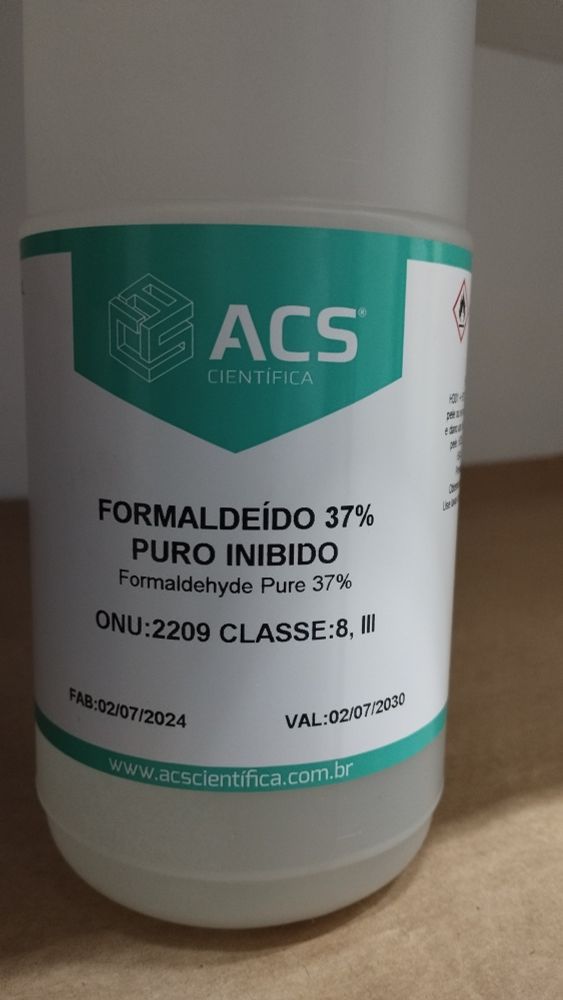 ACS®
CIENTÍFICA
FORMALDEÍDO 37%
PURO INIBIDO
Formaldehyde Pure 37%
ONU:2209 CLASSE:8, III
FAB:02/07/2024
VAL:02/07/2030
www.acscientífica.com.br